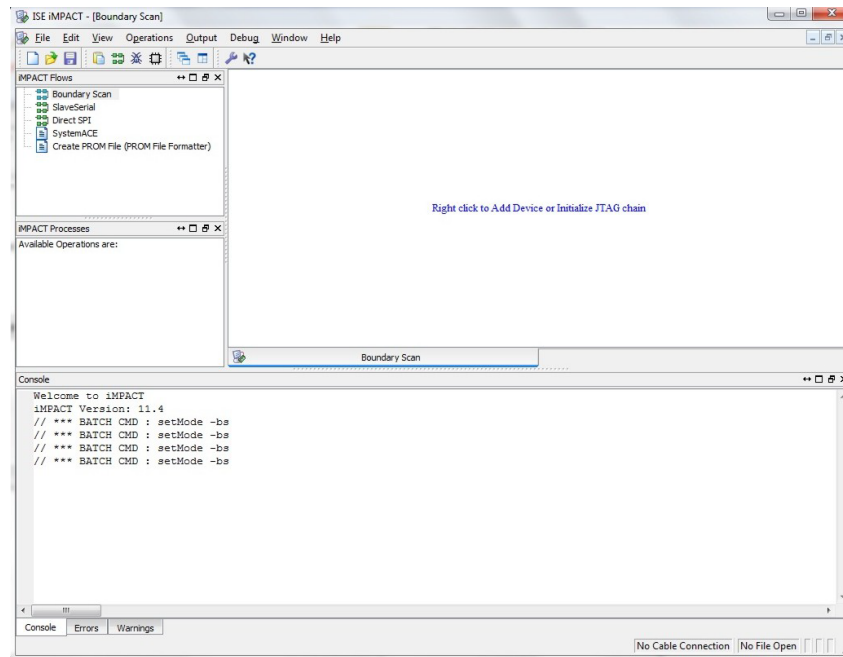 ISE iMPACT - [Boundary Scan]
File Edit View Operations Output Debug Window Help
iMPACT Flows
Boundary Scan
SlaveSerial
Direct SPI
SystemACE
Create PROM File (PROM File Formatter)
Right click to Add Device or Initialize JTAG chain
iMPACT Processes
Available Operations are:
Boundary Scan
Console
Welcome to iMPACT
iMPACT Version: 11.4
// *** BATCH CMD : setMode -bs
// *** BATCH CMD : setMode -bs
// *** BATCH CMD : setMode -bs
// *** BATCH CMD : setMode -bs
Console Errors Warnings
No Cable Connection No File Open